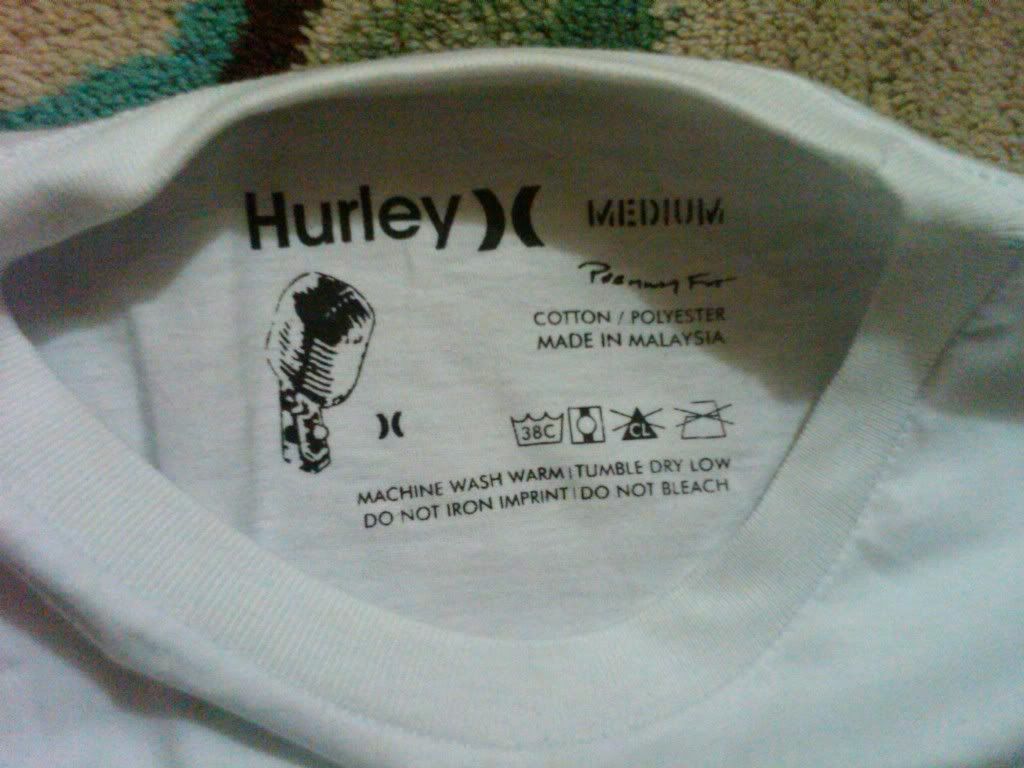 Hurley
MEDIUM
COTTON / POLYESTER
MADE IN MALAYSIA
38C CL
MACHINE WASH WARM | TUMBLE DRY LOW
DO NOT IRON IMPRINT | DO NOT BLEACH